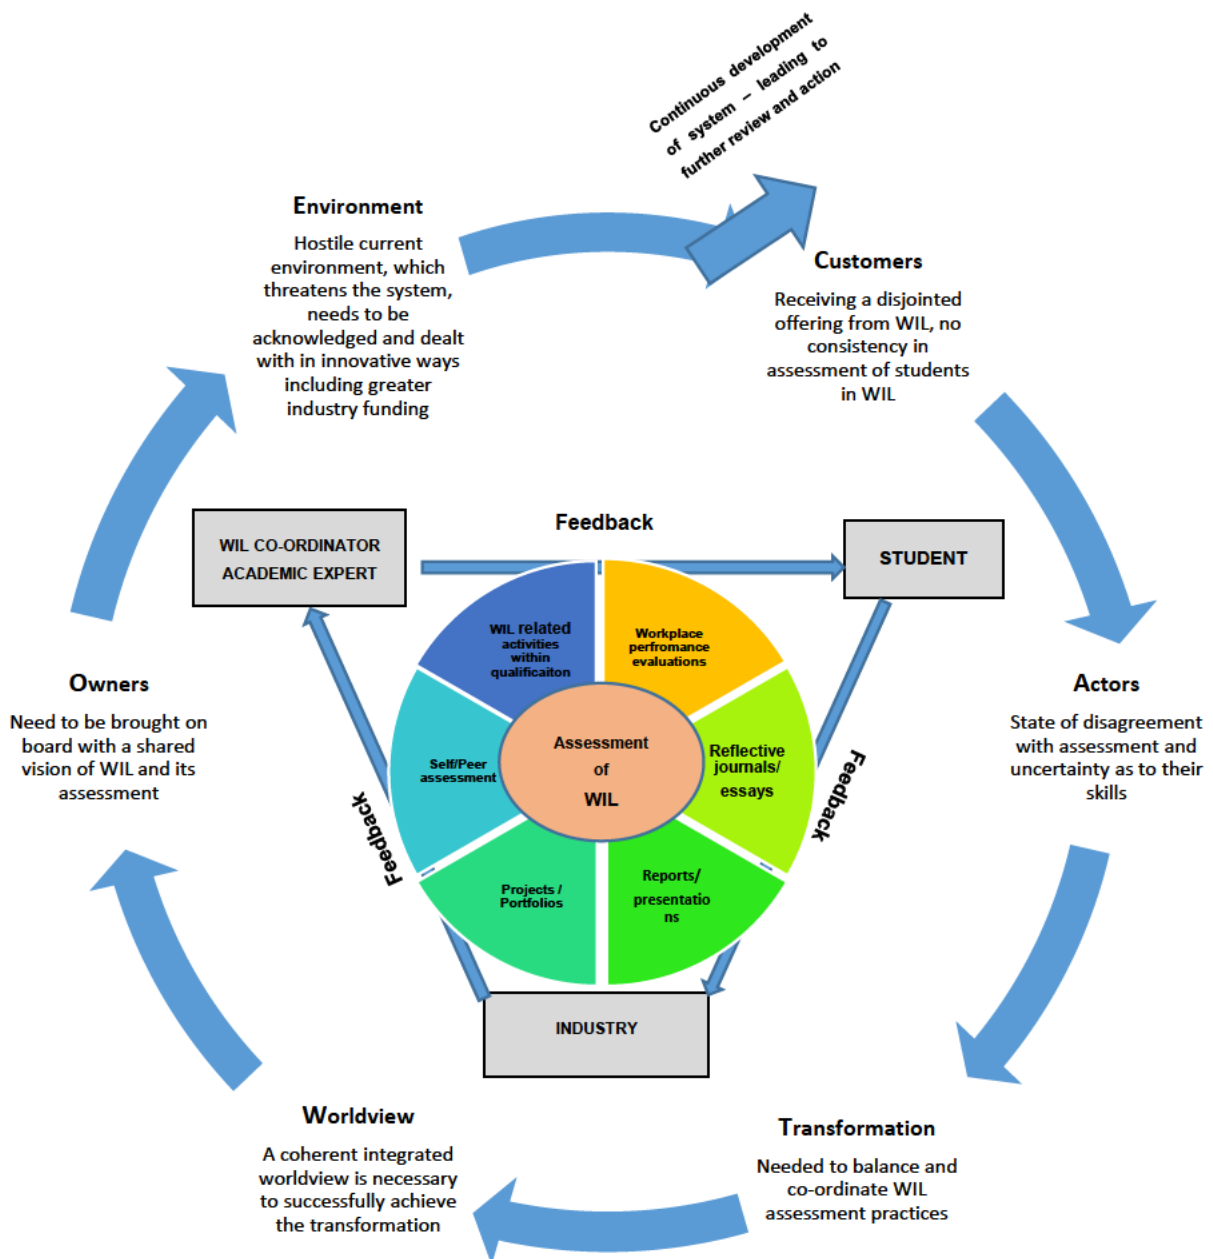 Continuous development
of system – leading to
further review and action
Environment
Hostile current
environment, which
threatens the system,
needs to be
acknowledged and dealt
with in innovative ways
including greater
industry funding
Customers
Receiving a disjointed
offering from WIL, no
consistency in
assessment of students
in WIL
Feedback
WIL CO-ORDINATOR
ACADEMIC EXPERT
STUDENT
WIL related
activities
within
qualificaiton
Workplace
perfromance
evaluations
Owners
Need to be brought on
board with a shared
vision of WIL and its
assessment
Actors
State of disagreement
with assessment and
uncertainty as to their
skills
Self/Peer
assessment
Assessment
of
WIL
Reflective
journals/
essays
Feedback
Feedback
Projects /
Portfolios
Reports/
presentatio
ns
INDUSTRY
Worldview
A coherent integrated
worldview is necessary
to successfully achieve
the transformation
Transformation
Needed to balance and
co-ordinate WIL
assessment practices